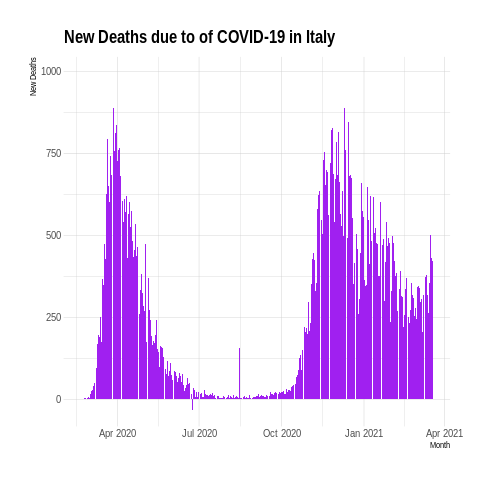 New Deaths due to of COVID-19 in Italy
New Deaths
1000
750
500
250
0
Apr 2020
Jul 2020
Oct 2020
Jan 2021
Apr 2021
Month